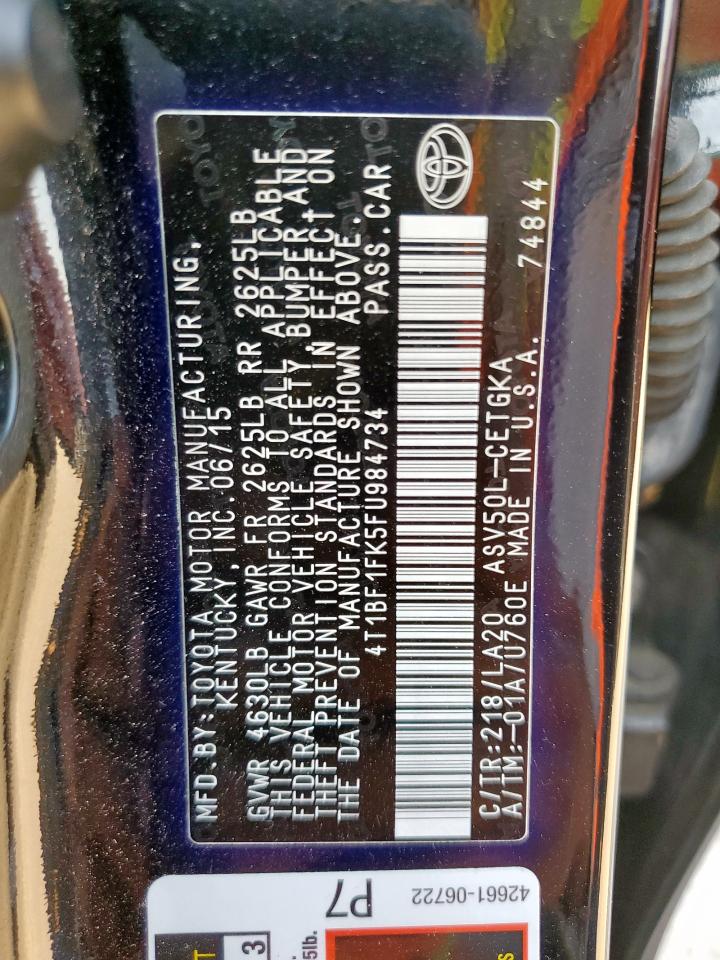 MFD.BY:TOYOTA MOTOR MANUFACTURING,
KENTUCKY,INC.06/15
GVWR 4630LB GAWR FR 2625LB RR 2625LB
THIS VEHICLE CONFORMS TO ALL APPLICABLE
FEDERAL MOTOR VEHICLE SAFETY, BUMPER, AND
THEFT PREVENTION STANDARDS IN EFFECT ON
THE DATE OF MANUFACTURE SHOWN ABOVE.
4T1BF1FK5FU984734 PASS.CAR
C/TR:218/LA20 ASV50L-CETGKA
A/TM:-01A/U760E MADE IN U.S.A. 74844
P7
42661-06722
3
5lb.